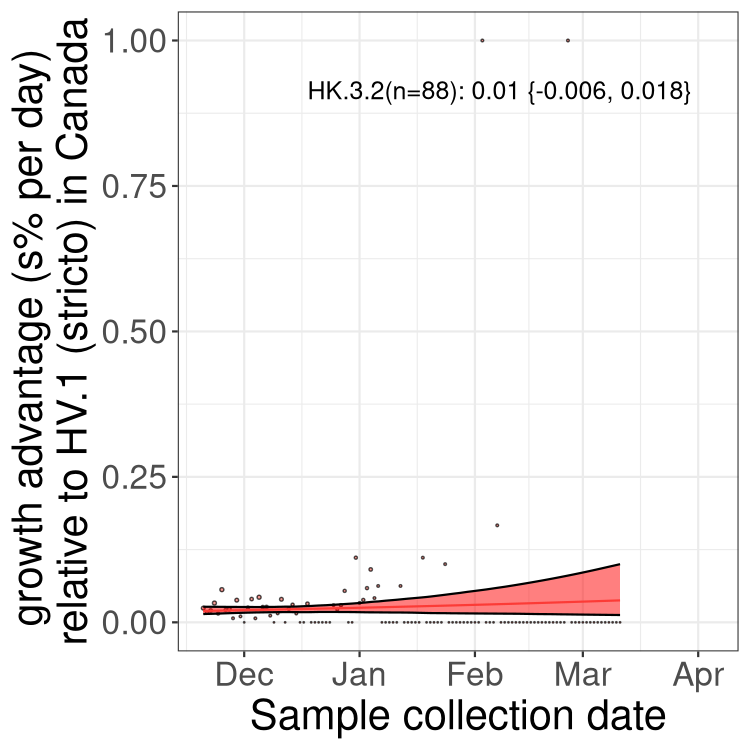 growth advantage (s% per day)
relative to HV.1 (stricto) in Canada
1.00
0.75
0.50
0.25
0.00
HK.3.2(n=88): 0.01 {-0.006, 0.018}
Dec Jan Feb Mar Apr
Sample collection date